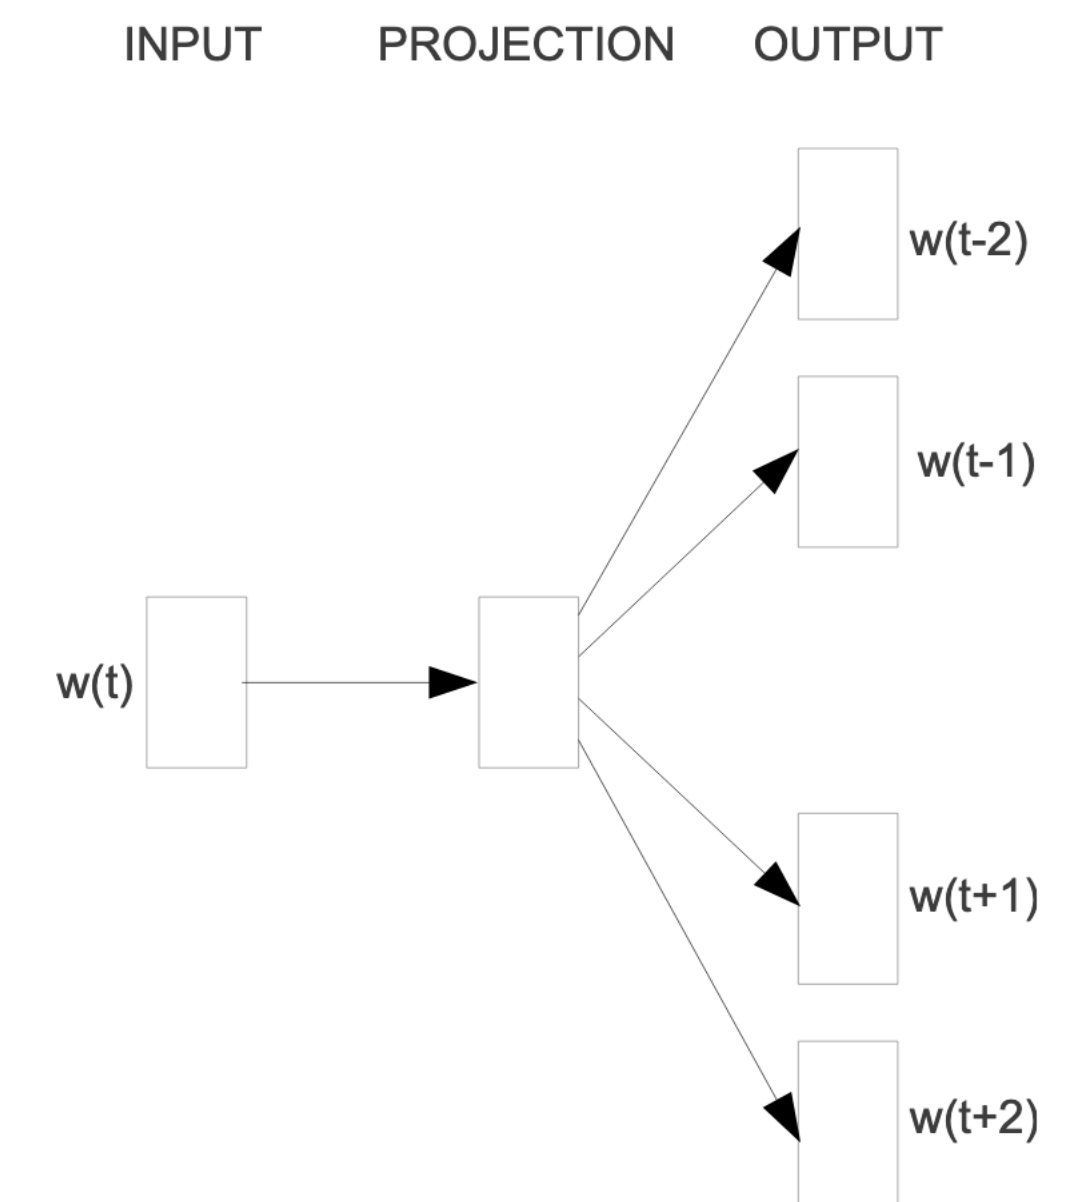 INPUT PROJECTION OUTPUT
w(t-2)
w(t-1)
w(t)
w(t+1)
w(t+2)